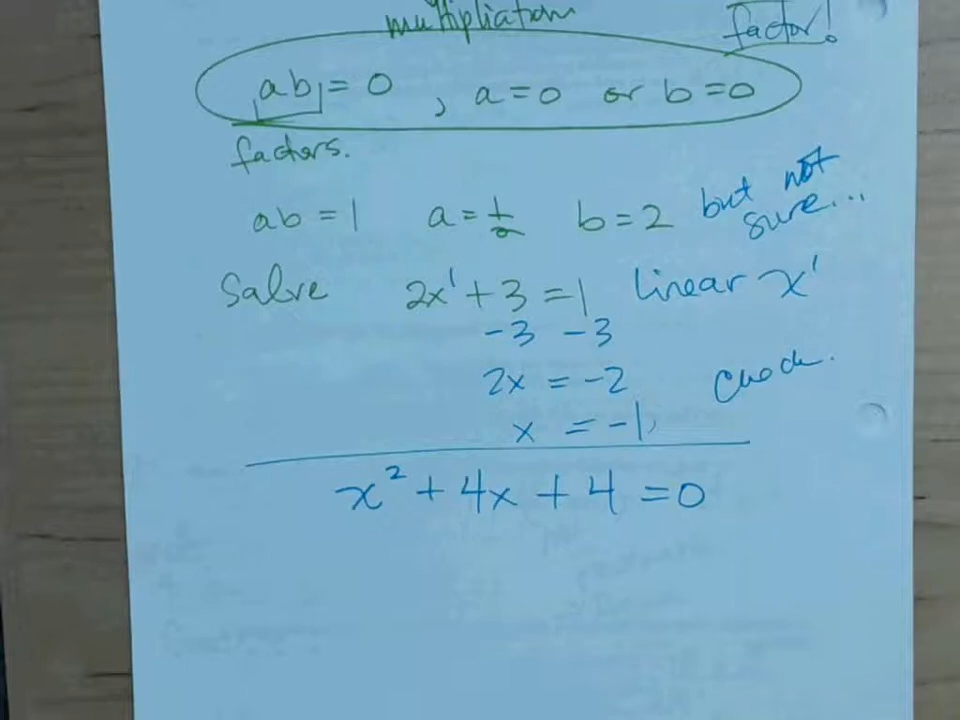 multipliation
factor!
ab = 0 , a = 0 or b = 0
factors.
ab = 1 a = 1/2 b = 2 but not sure...
Solve 2x¹ + 3 = 1 linear x¹
-3 -3
2x = -2 check.
x = -1
x² + 4x + 4 = 0